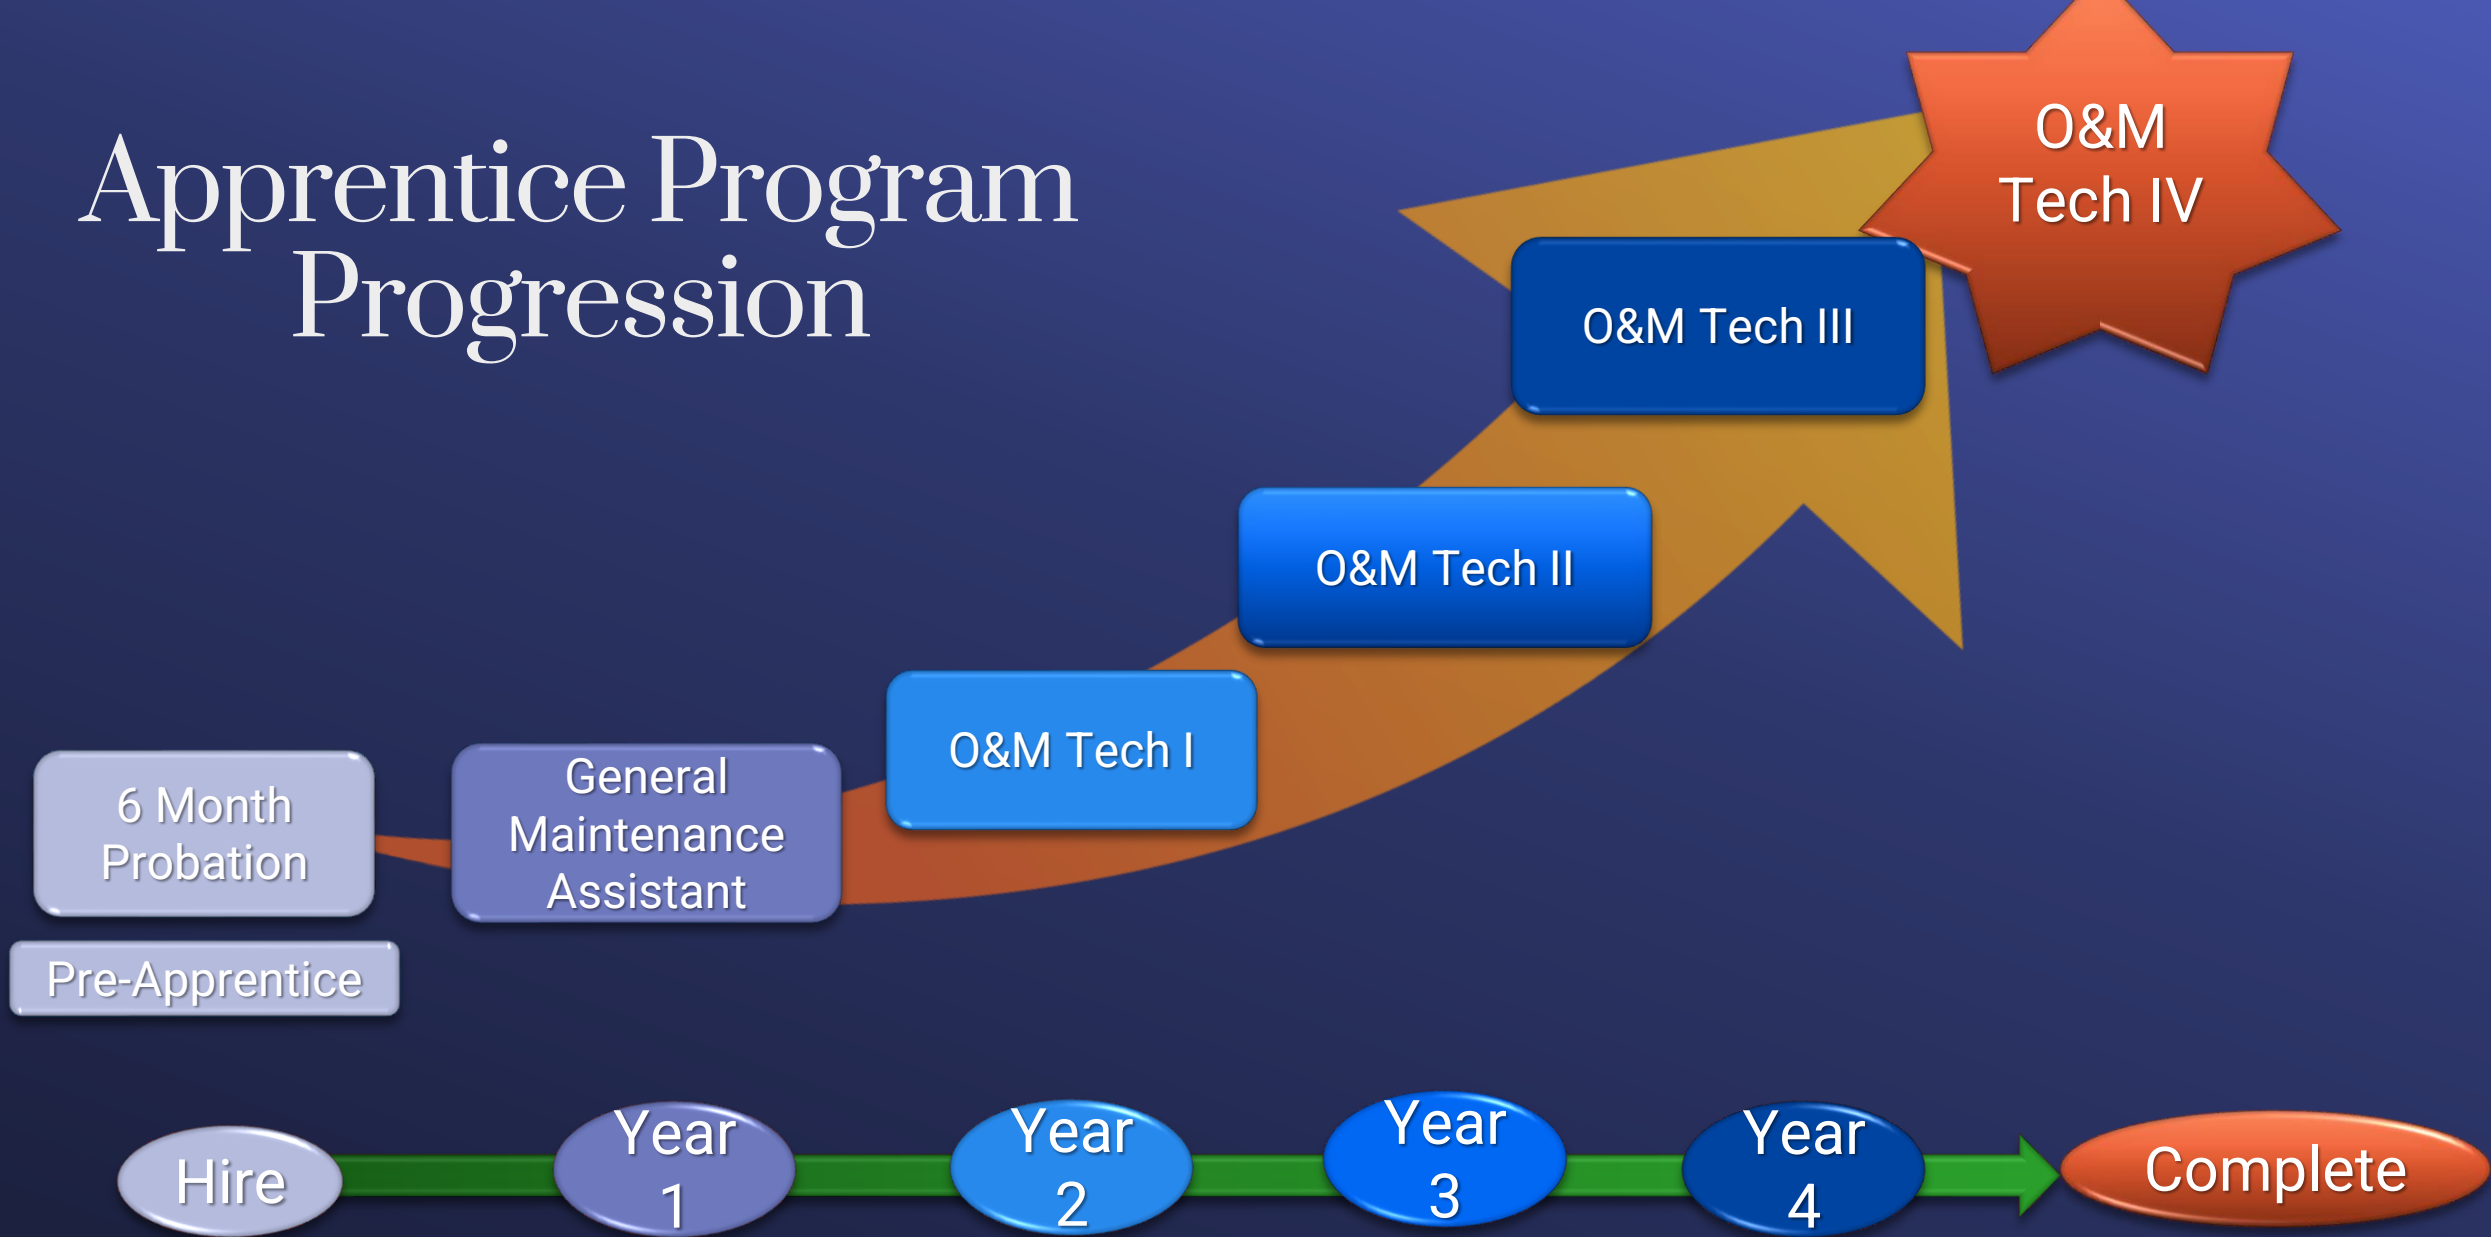 Apprentice Program
Progression
O&M
Tech IV
O&M Tech III
O&M Tech II
O&M Tech I
General
Maintenance
Assistant
6 Month
Probation
Pre-Apprentice
Hire
Year
1
Year
2
Year
3
Year
4
Complete